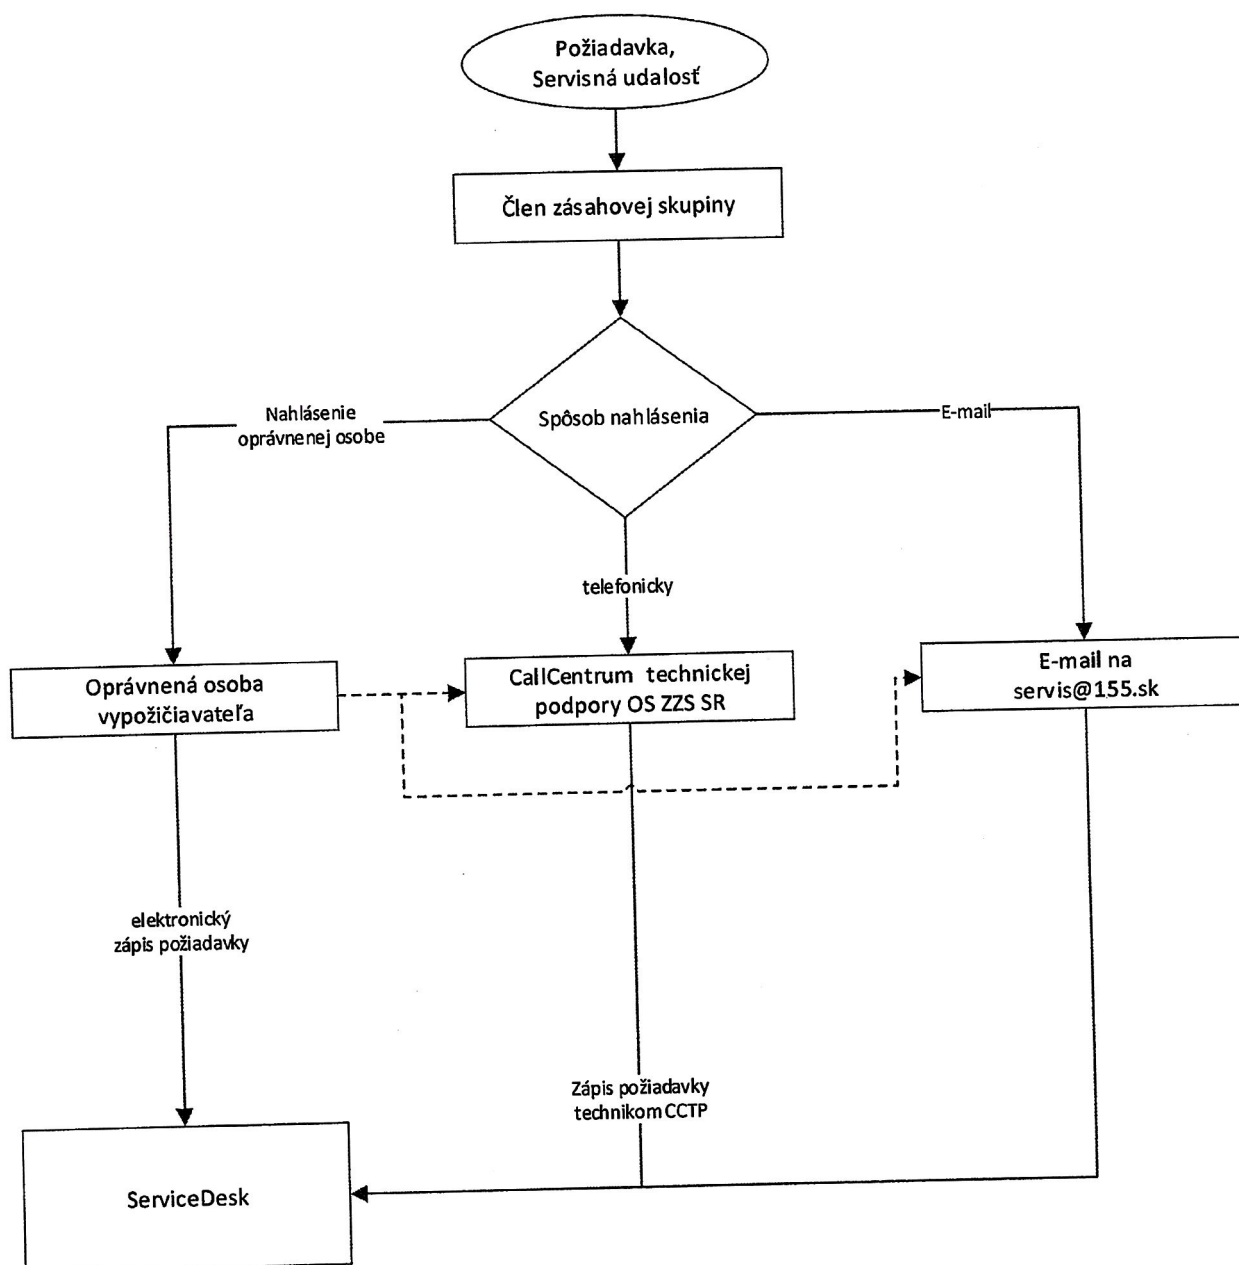 Požiadavka,
Servisná udalosť
Člen zásahovej skupiny
Spôsob nahlásenia
Nahlásenie
oprávnenej osobe
E-mail
telefonicky
Oprávnená osoba
vypožičiavateľa
CallCentrum technickej
podpory OS ZZS SR
E-mail na
servis@155.sk
elektronický
zápis požiadavky
Zápis požiadavky
technikom CCTP
ServiceDesk